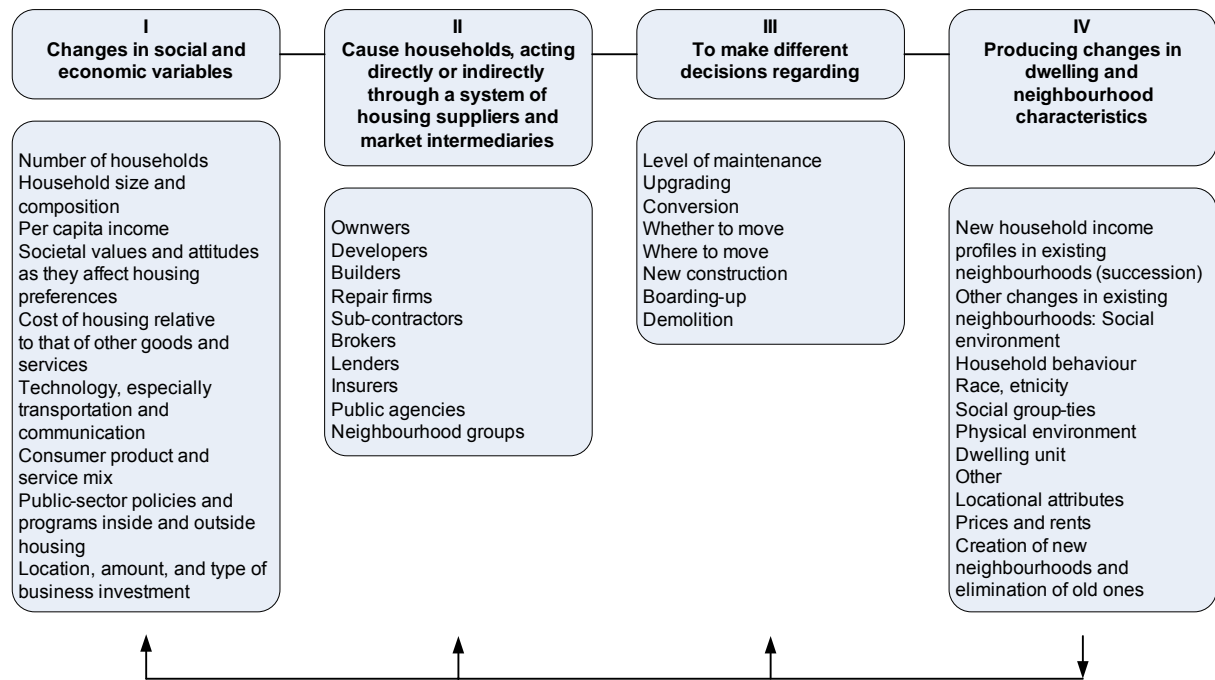 I
Changes in social and
economic variables
Number of households
Household size and
composition
Per capita income
Societal values and attitudes
as they affect housing
preferences
Cost of housing relative
to that of other goods and
services
Technology, especially
transportation and
communication
Consumer product and
service mix
Public-sector policies and
programs inside and outside
housing
Location, amount, and type of
business investment
II
Cause households, acting
directly or indirectly
through a system of
housing suppliers and
market intermediaries
Ownwers
Developers
Builders
Repair firms
Sub-contractors
Brokers
Lenders
Insurers
Public agencies
Neighbourhood groups
III
To make different
decisions regarding
Level of maintenance
Upgrading
Conversion
Whether to move
Where to move
New construction
Boarding-up
Demolition
IV
Producing changes in
dwelling and
neighbourhood
characteristics
New household income
profiles in existing
neighbourhoods (succession)
Other changes in existing
neighbourhoods: Social
environment
Household behaviour
Race, etnicity
Social group-ties
Physical environment
Dwelling unit
Other
Locational attributes
Prices and rents
Creation of new
neighbourhoods and
elimination of old ones